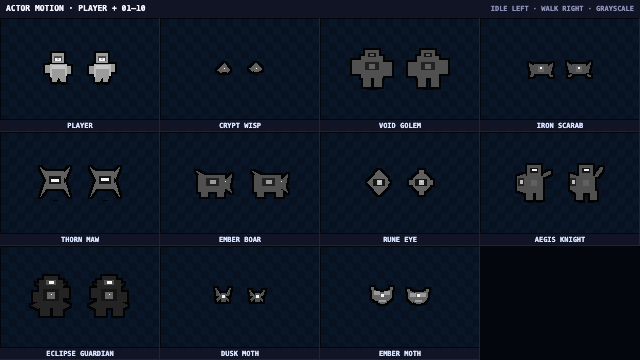 ACTOR MOTION · PLAYER + 01–10
IDLE LEFT · WALK RIGHT · GRAYSCALE
PLAYER
CRYPT WISP
VOID GOLEM
IRON SCARAB
THORN MAW
EMBER BOAR
RUNE EYE
AEGIS KNIGHT
ECLIPSE GUARDIAN
DUSK MOTH
EMBER MOTH